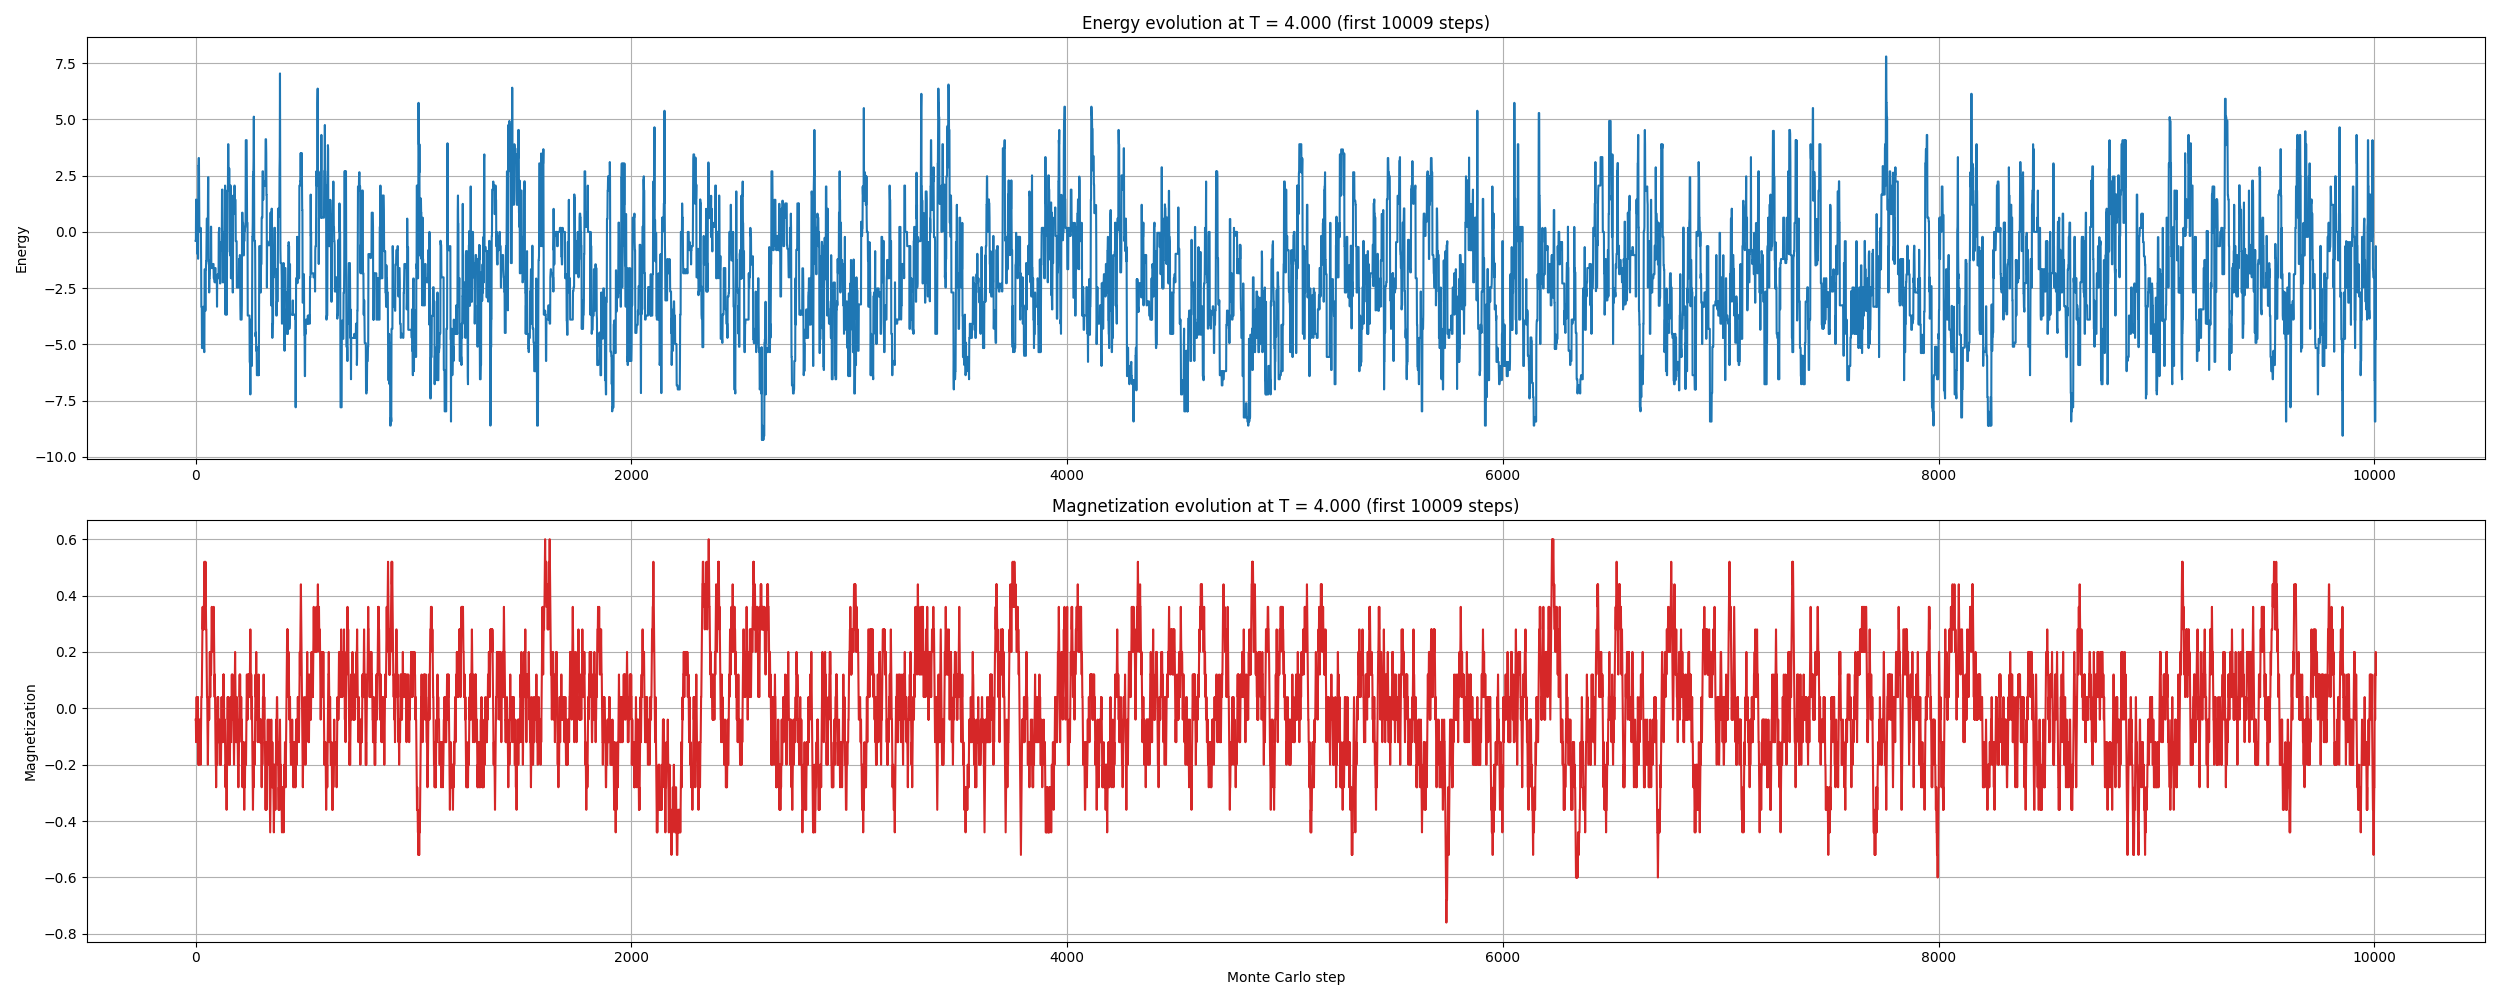 Energy evolution at T = 4.000 (first 10009 steps)
7.5
5.0
2.5
0.0
−2.5
−5.0
−7.5
−10.0
Energy
0 2000 4000 6000 8000 10000
Magnetization evolution at T = 4.000 (first 10009 steps)
0.6
0.4
0.2
0.0
−0.2
−0.4
−0.6
−0.8
Magnetization
0 2000 4000 6000 8000 10000
Monte Carlo step